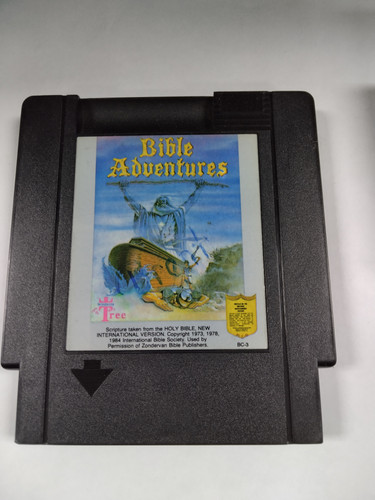 Bible
Adventures
Tree
Scripture taken from the HOLY BIBLE, NEW
INTERNATIONAL VERSION. Copyright 1973, 1978,
1984 International Bible Society. Used by
Permission of Zondervan Bible Publishers.
BC-3